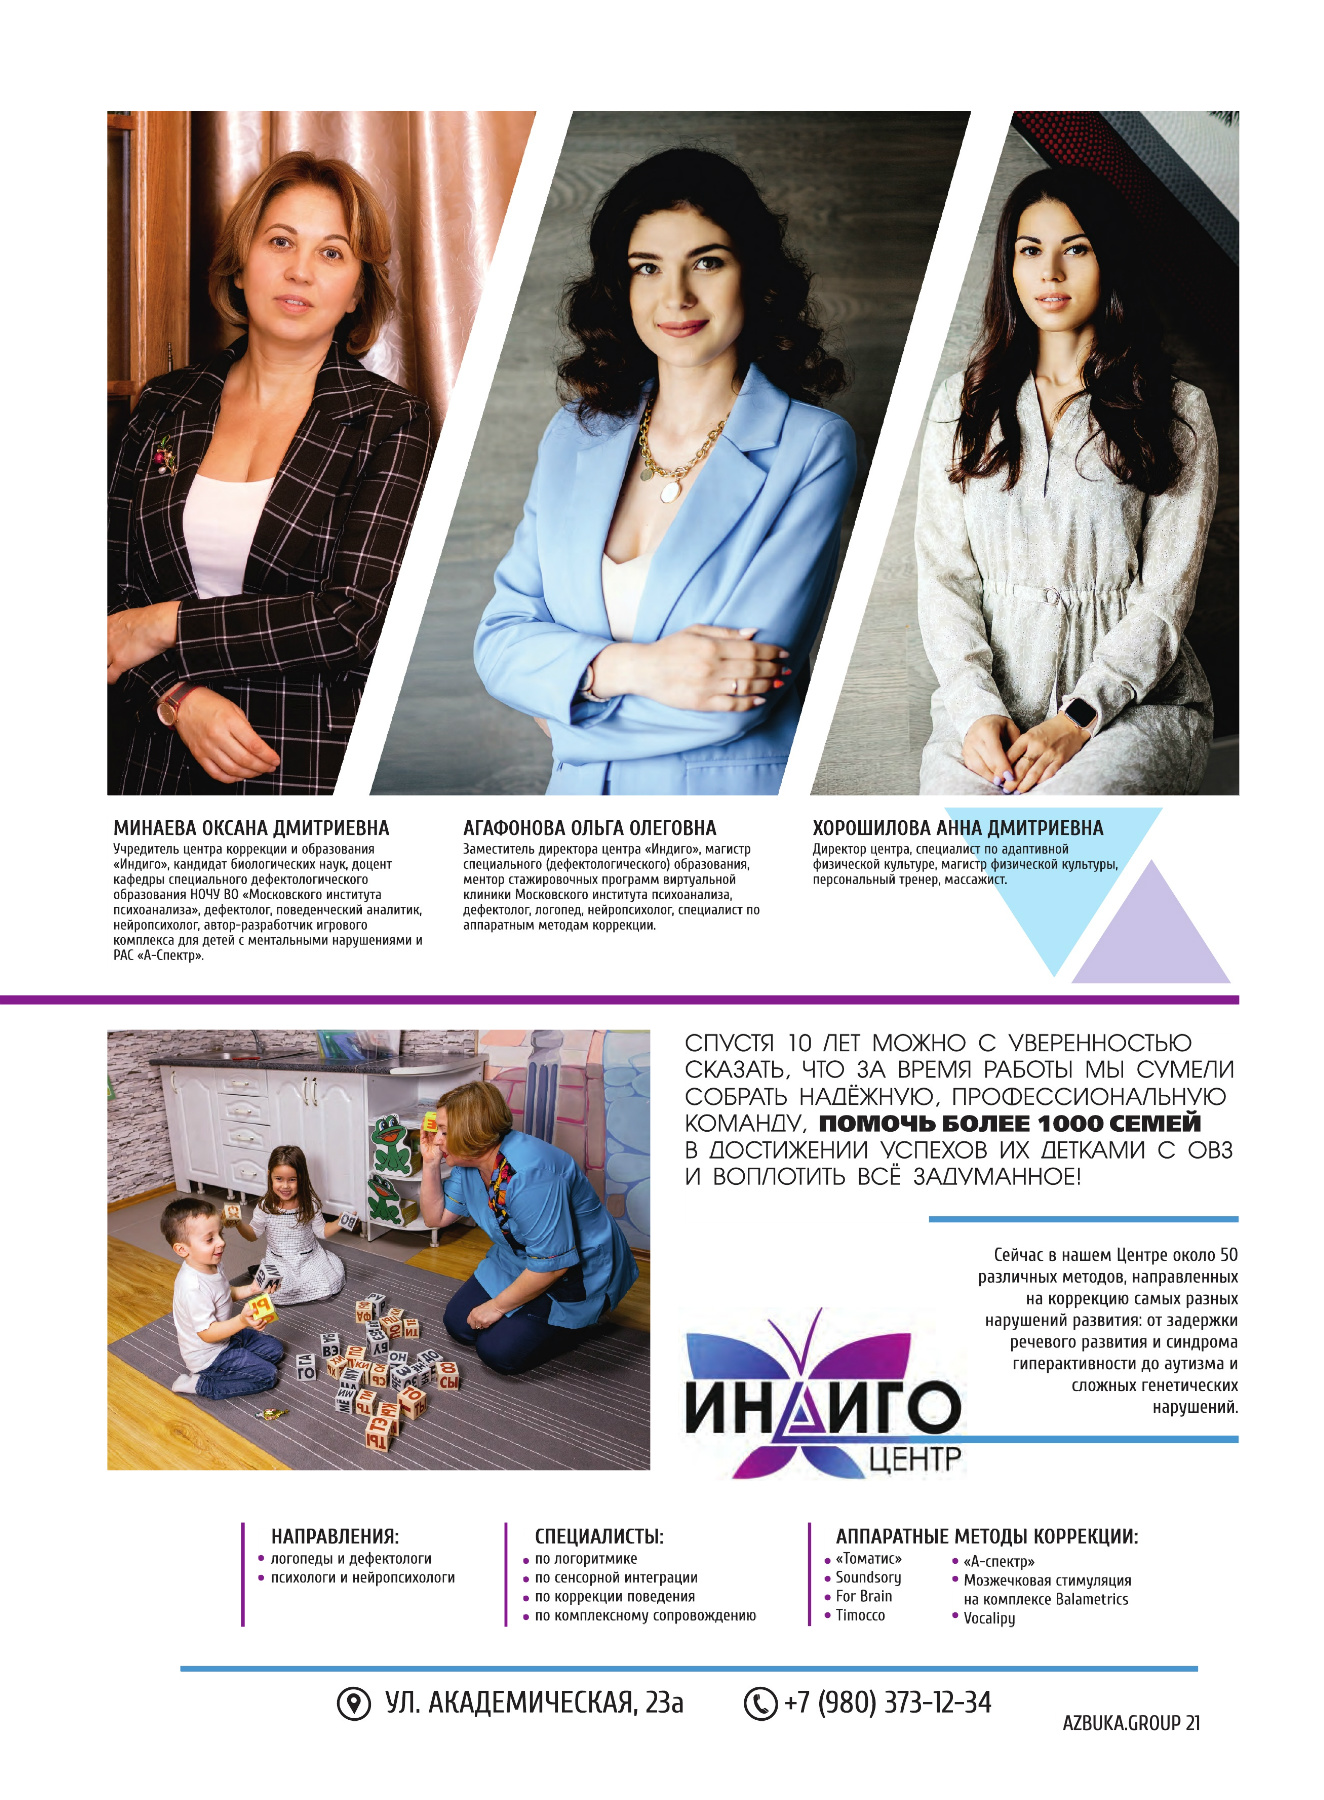 МИНАЕВА ОКСАНА ДМИТРИЕВНА
Учредитель центра коррекции и образования
«Индиго», кандидат биологических наук, доцент
кафедры специального дефектологического
образования НОЧУ ВО «Московского института
психоанализа», дефектолог, поведенческий аналитик,
нейропсихолог, автор-разработчик игрового
комплекса для детей с ментальными нарушениями и
РАС «А-Спектр».
АГАФОНОВА ОЛЬГА ОЛЕГОВНА
Заместитель директора центра «Индиго», магистр
специального (дефектологического) образования,
ментор стажировочных программ виртуальной
клиники Московского института психоанализа,
дефектолог, логопед, нейропсихолог, специалист по
аппаратным методам коррекции.
ХОРОШИЛОВА АННА ДМИТРИЕВНА
Директор центра, специалист по адаптивной
физической культуре, магистр физической культуры,
персональный тренер, массажист.
СПУСТЯ 10 ЛЕТ МОЖНО С УВЕРЕННОСТЬЮ
СКАЗАТЬ, ЧТО ЗА ВРЕМЯ РАБОТЫ МЫ СУМЕЛИ
СОБРАТЬ НАДЁЖНУЮ, ПРОФЕССИОНАЛЬНУЮ
КОМАНДУ, ПОМОЧЬ БОЛЕЕ 1000 СЕМЕЙ
В ДОСТИЖЕНИИ УСПЕХОВ ИХ ДЕТКАМИ С ОВЗ
И ВОПЛОТИТЬ ВСЁ ЗАДУМАННОЕ!
Сейчас в нашем Центре около 50
различных методов, направленных
на коррекцию самых разных
нарушений развития: от задержки
речевого развития и синдрома
гиперактивности до аутизма и
сложных генетических
нарушений.
ИНДИГО
ЦЕНТР
НАПРАВЛЕНИЯ:
• логопеды и дефектологи
• психологи и нейропсихологи
СПЕЦИАЛИСТЫ:
• по логоритмике
• по сенсорной интеграции
• по коррекции поведения
• по комплексному сопровождению
АППАРАТНЫЕ МЕТОДЫ КОРРЕКЦИИ:
• «Томатис»
• Soundsory
• For Brain
• Timocco
• «А-спектр»
• Мозжечковая стимуляция
на комплексе Balametrics
• Vocalipy
УЛ. АКАДЕМИЧЕСКАЯ, 23а
+7 (980) 373-12-34
AZBUKA.GROUP 21